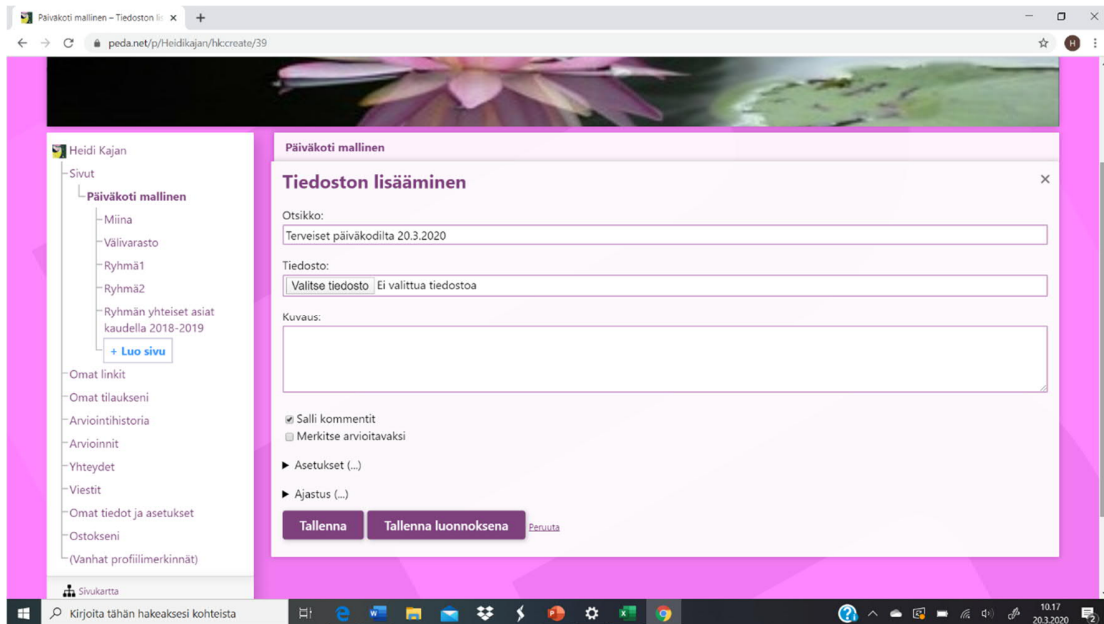 Päiväkoti mallinen – Tiedoston li
peda.net/p/Heidikajan/hk:create/39
H
Heidi Kajan
Sivut
Päiväkoti mallinen
Miina
Välivarasto
Ryhmä1
Ryhmä2
Ryhmän yhteiset asiat
kaudella 2018-2019
+ Luo sivu
Omat linkit
Omat tilaukseni
Arviointihistoria
Arvioinnit
Yhteydet
Viestit
Omat tiedot ja asetukset
Ostokseni
(Vanhat profiilimerkinnät)
Sivukartta
Päiväkoti mallinen
Tiedoston lisääminen
Otsikko:
Terveiset päiväkodilta 20.3.2020
Tiedosto:
Valitse tiedosto Ei valittua tiedostoa
Kuvaus:
Salli kommentit
Merkitse arvioitavaksi
Asetukset (...)
Ajastus (...)
Tallenna Tallenna luonnoksena Peruuta
Kirjoita tähän hakeaksesi kohteista
10.17
20.3.2020
2